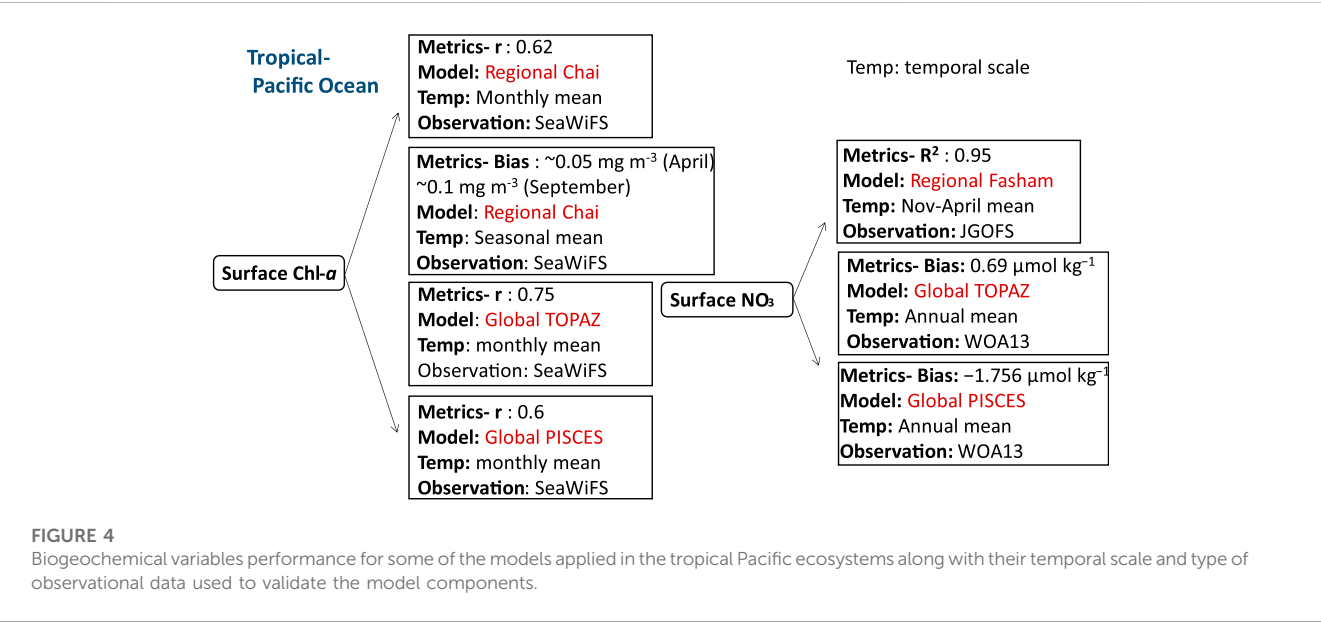 Tropical-
Pacific Ocean
Metrics- r : 0.62
Model: Regional Chai
Temp: Monthly mean
Observation: SeaWiFS
Metrics- Bias : ~0.05 mg m⁻³ (April)
~0.1 mg m⁻³ (September)
Model: Regional Chai
Temp: Seasonal mean
Observation: SeaWiFS
Surface Chl-a
Metrics- r : 0.75
Model: Global TOPAZ
Temp: monthly mean
Observation: SeaWiFS
Metrics- r : 0.6
Model: Global PISCES
Temp: monthly mean
Observation: SeaWiFS
Temp: temporal scale
Surface NO₃
Metrics- R² : 0.95
Model: Regional Fasham
Temp: Nov-April mean
Observation: JGOFS
Metrics- Bias: 0.69 µmol kg⁻¹
Model: Global TOPAZ
Temp: Annual mean
Observation: WOA13
Metrics- Bias: −1.756 µmol kg⁻¹
Model: Global PISCES
Temp: Annual mean
Observation: WOA13
FIGURE 4
Biogeochemical variables performance for some of the models applied in the tropical Pacific ecosystems along with their temporal scale and type of
observational data used to validate the model components.